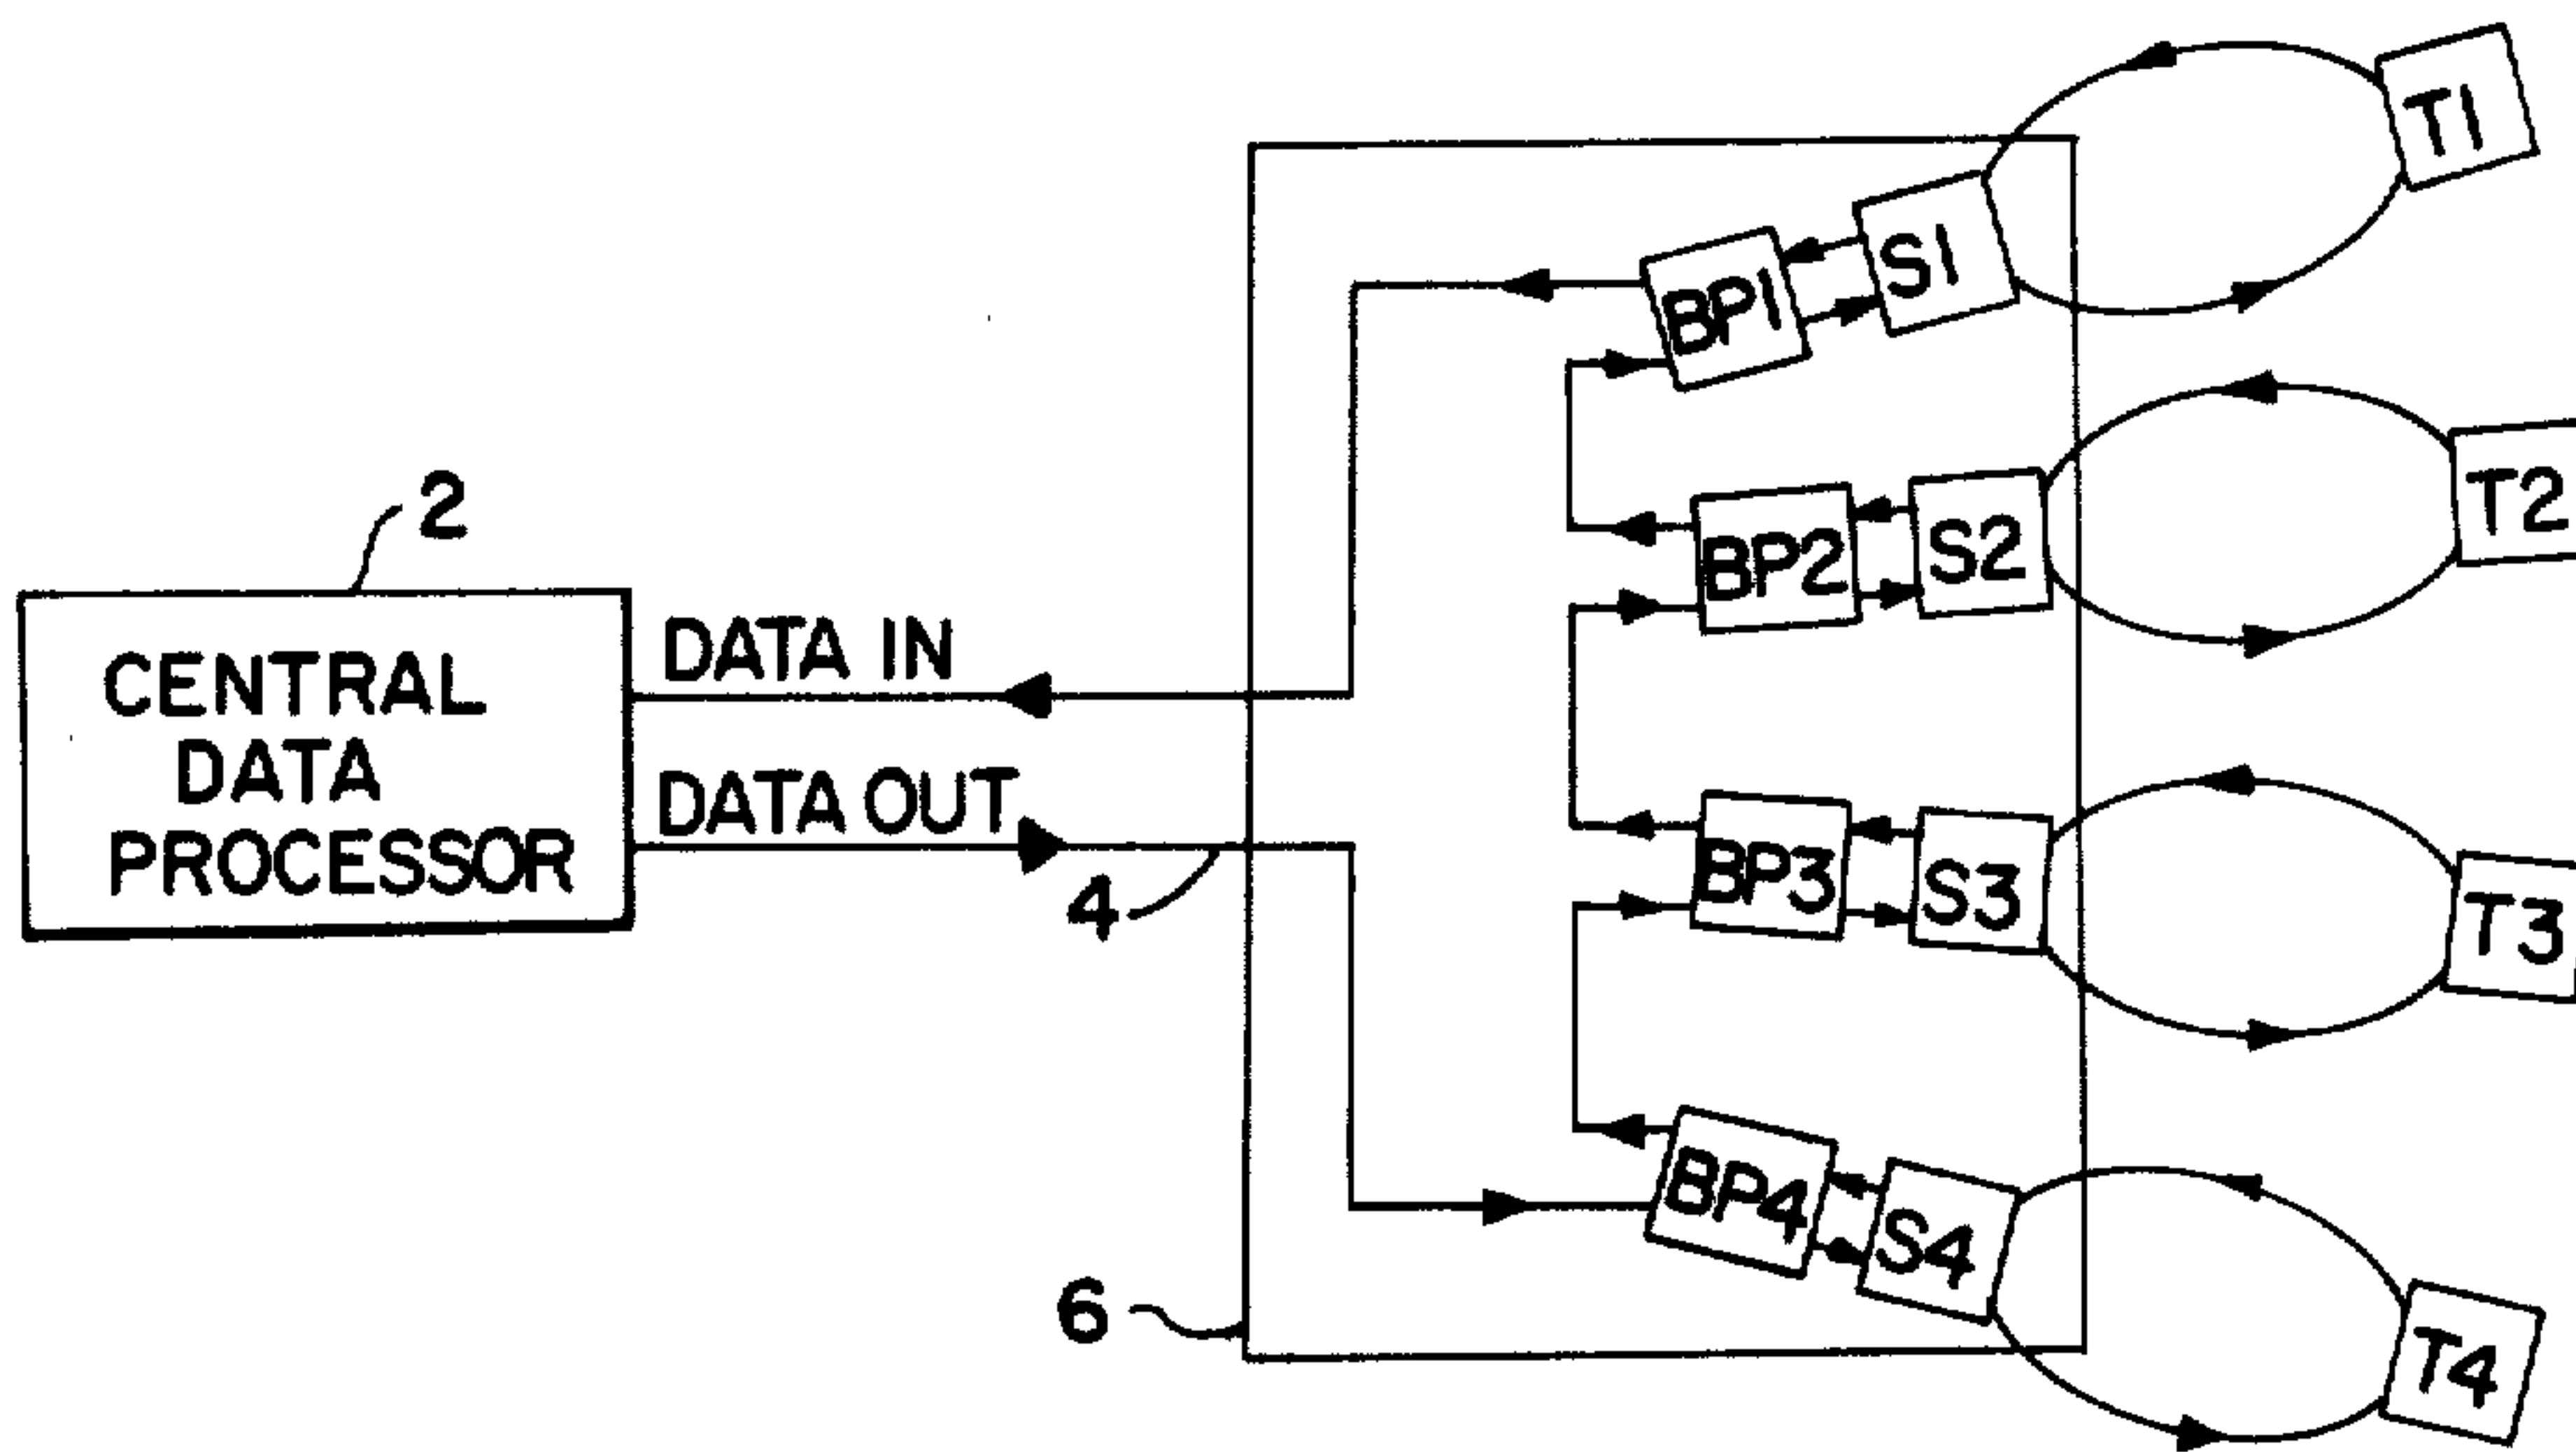 T1
S1
BP1
2
T2
S2
BP2
DATA IN
CENTRAL
DATA
PROCESSOR
DATA OUT
4
BP3
S3
T3
BP4
S4
6
T4